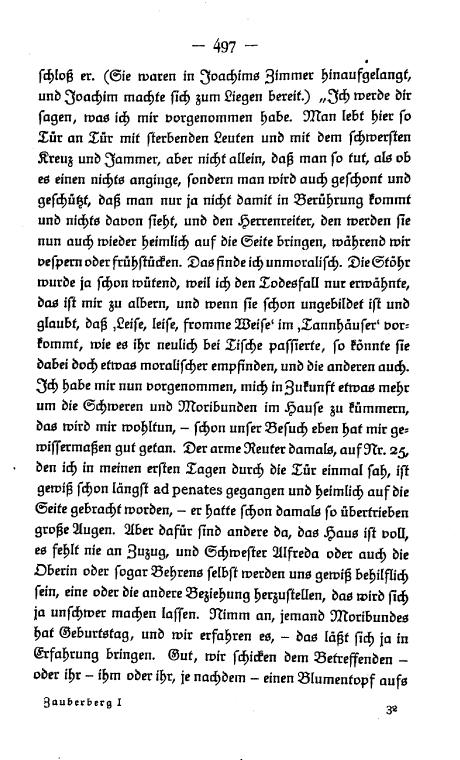 — 497 —
schloß er. (Sie waren in Joachims Zimmer hinaufgelangt,
und Joachim machte sich zum Liegen bereit.) „Ich werde dir
sagen, was ich mir vorgenommen habe. Man lebt hier so
Tür an Tür mit sterbenden Leuten und mit dem schwersten
Kreuz und Jammer, aber nicht allein, daß man so tut, als ob
es einen nichts anginge, sondern man wird auch geschont und
geschützt, daß man nur ja nicht damit in Berührung kommt
und nichts davon sieht, und den Herrenreiter, den werden sie
nun auch wieder heimlich auf die Seite bringen, während wir
vespern oder frühstücken. Das finde ich unmoralisch. Die Stöhr
wurde ja schon wütend, weil ich den Todesfall nur erwähnte,
das ist mir zu albern, und wenn sie schon ungebildet ist und
glaubt, daß ‚Leise, leise, fromme Weise‘ im ‚Tannhäuser‘ vor-
kommt, wie es ihr neulich bei Tische passierte, so könnte sie
dabei doch etwas moralischer empfinden, und die anderen auch.
Ich habe mir nun vorgenommen, mich in Zukunft etwas mehr
um die Schweren und Moribunden im Hause zu kümmern,
das wird mir wohltun, – schon unser Besuch eben hat mir ge-
wissermaßen gut getan. Der arme Reuter damals, auf Nr. 25,
den ich in meinen ersten Tagen durch die Tür einmal sah, ist
gewiß schon längst ad penates gegangen und heimlich auf die
Seite gebracht worden, – er hatte schon damals so übertrieben
große Augen. Aber dafür sind andere da, das Haus ist voll,
es fehlt nie an Zuzug, und Schwester Alfreda oder auch die
Oberin oder sogar Behrens selbst werden uns gewiß behilflich
sein, eine oder die andere Beziehung herzustellen, das wird sich
ja unschwer machen lassen. Nimm an, jemand Moribundes
hat Geburtstag, und wir erfahren es, – das läßt sich ja in
Erfahrung bringen. Gut, wir schicken dem Betreffenden –
oder ihr – ihm oder ihr, je nachdem – einen Blumentopf aufs
Zauberberg I
32